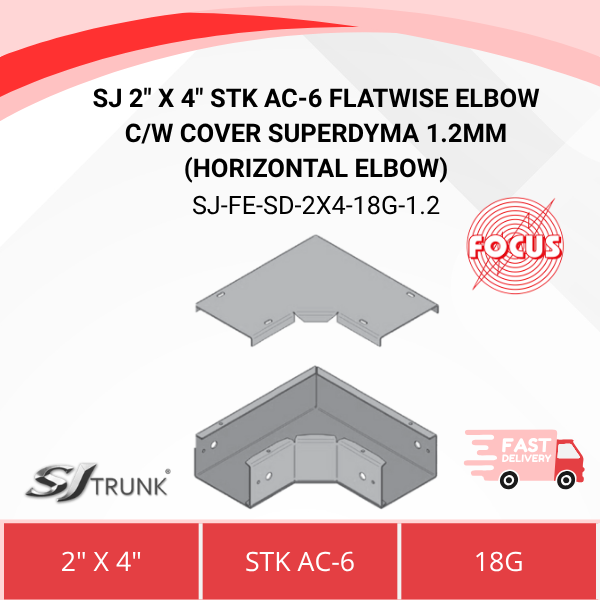 SJ 2" X 4" STK AC-6 FLATWISE ELBOW
C/W COVER SUPERDYMA 1.2MM
(HORIZONTAL ELBOW)
SJ-FE-SD-2X4-18G-1.2
FOCUS
FAST
DELIVERY
SJ TRUNK®
2" X 4"
STK AC-6
18G